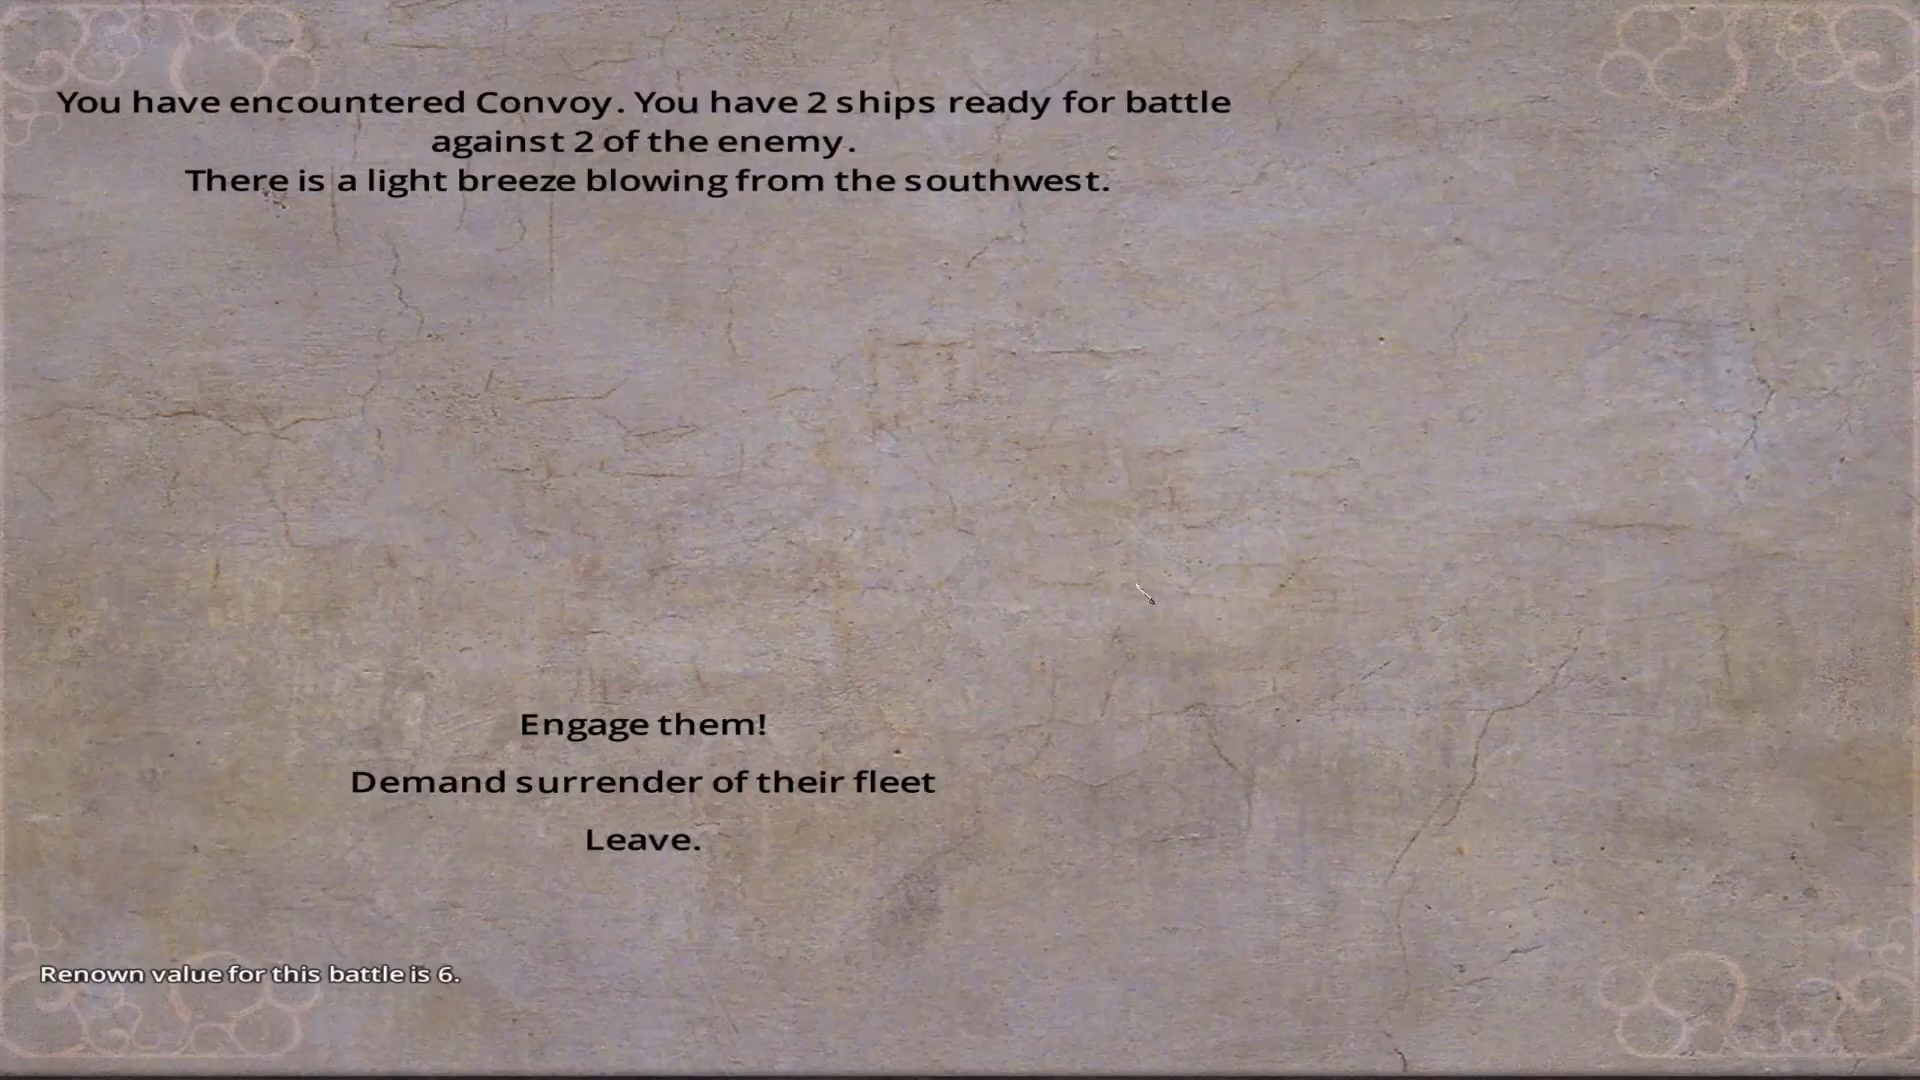 You have encountered Convoy. You have 2 ships ready for battle
against 2 of the enemy.
There is a light breeze blowing from the southwest.
Engage them!
Demand surrender of their fleet
Leave.
Renown value for this battle is 6.